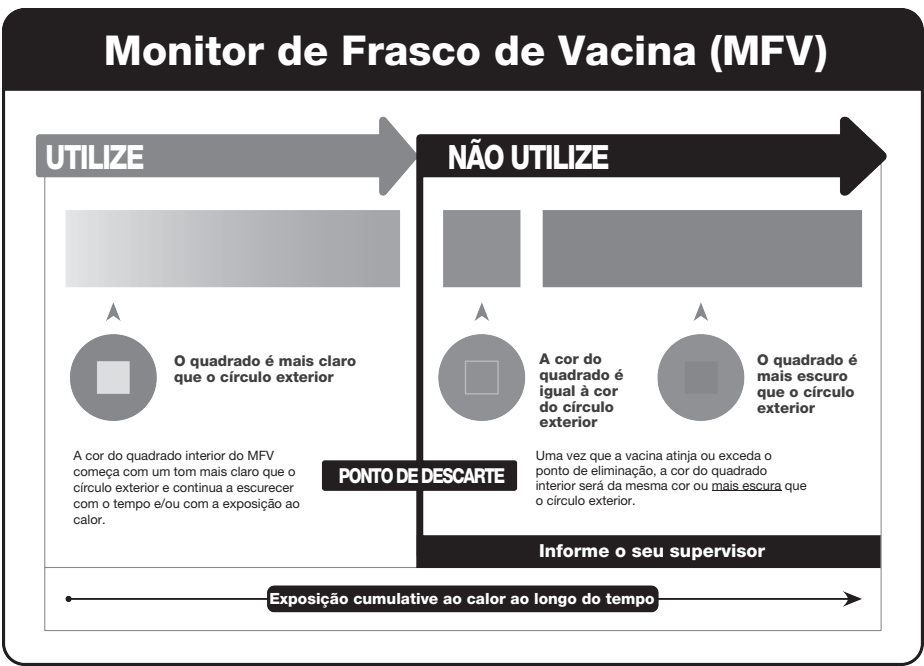 Monitor de Frasco de Vacina (MFV)
UTILIZE
NÃO UTILIZE
O quadrado é mais claro
que o círculo exterior
A cor do
quadrado é
igual à cor
do círculo
exterior
O quadrado é
mais escuro
que o círculo
exterior
A cor do quadrado interior do MFV
começa com um tom mais claro que o
círculo exterior e continua a escurecer
com o tempo e/ou com a exposição ao
calor.
PONTO DE DESCARTE
Uma vez que a vacina atinja ou exceda o
ponto de eliminação, a cor do quadrado
interior será da mesma cor ou mais escura que
o círculo exterior.
Informe o seu supervisor
Exposição cumulative ao calor ao longo do tempo